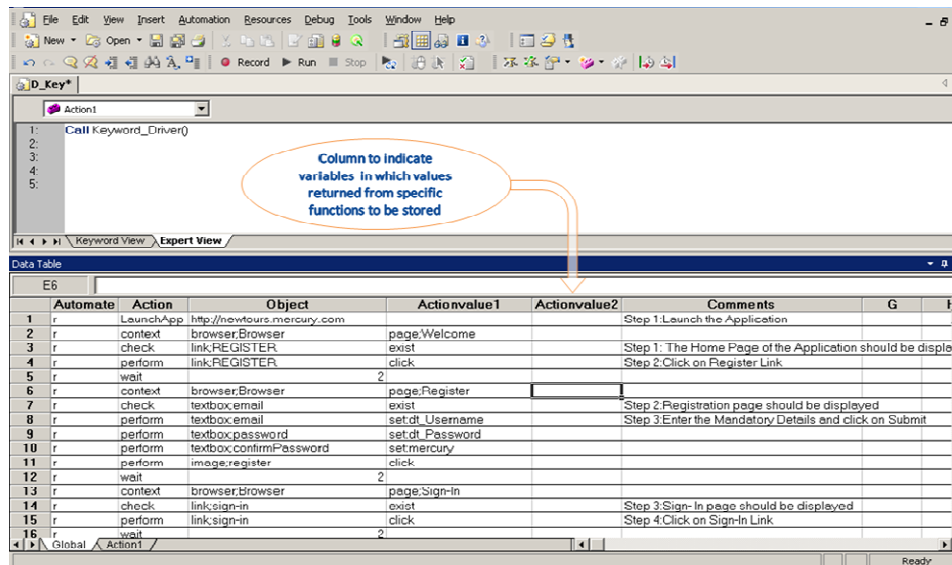 File Edit View Insert Automation Resources Debug Tools Window Help
New Open
Record Run Stop
D_Key*
Action1
1: Call Keyword_Driver()
2:
3:
4:
5:
Column to indicate
variables in which values
returned from specific
functions to be stored
Keyword View Expert View
Data Table
E6
Automate Action Object Actionvalue1 Actionvalue2 Comments G H
1 r LaunchApp http://newtours.mercury.com Step 1:Launch the Application
2 r context browser;Browser page;Welcome
3 r check link;REGISTER exist Step 1: The Home Page of the Application should be displa
4 r perform link;REGISTER click Step 2:Click on Register Link
5 r wait 2
6 r context browser;Browser page;Register
7 r check textbox;email exist Step 2:Registration page should be displayed
8 r perform textbox;email set:dt_Username Step 3:Enter the Mandatory Details and click on Submit
9 r perform textbox;password set:dt_Password
10 r perform textbox;confirmPassword set:mercury
11 r perform image;register click
12 r wait 2
13 r context browser;Browser page;Sign-In
14 r check link;sign-in exist Step 3:Sign-In page should be displayed
15 r perform link;sign-in click Step 4:Click on Sign-In Link
16 r wait 2
Global Action1
Ready